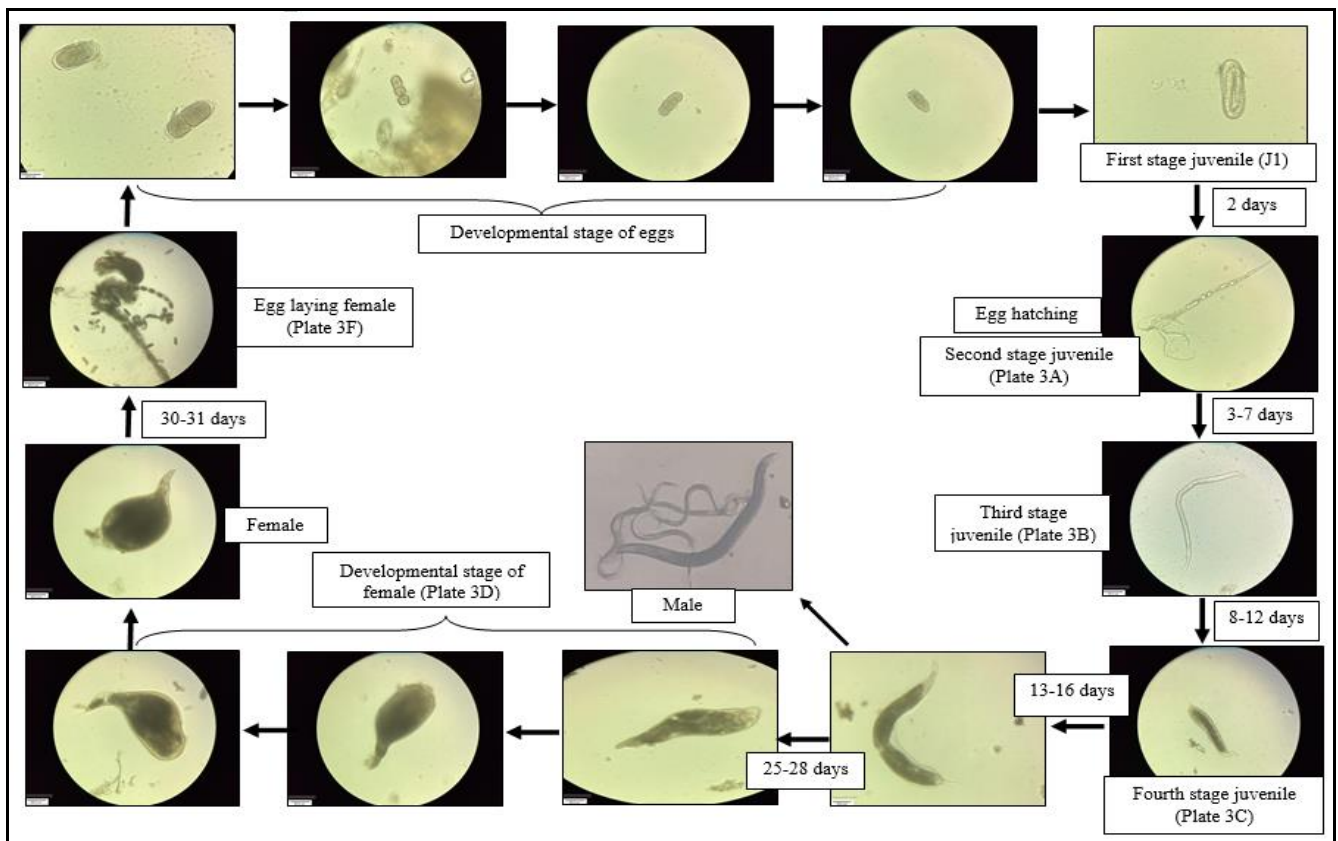 First stage juvenile (J1)
2 days
Developmental stage of eggs
Egg laying female
(Plate 3F)
Egg hatching
Second stage juvenile
(Plate 3A)
3-7 days
30-31 days
Female
Third stage
juvenile (Plate 3B)
Developmental stage of
female (Plate 3D)
Male
8-12 days
13-16 days
25-28 days
Fourth stage juvenile
(Plate 3C)